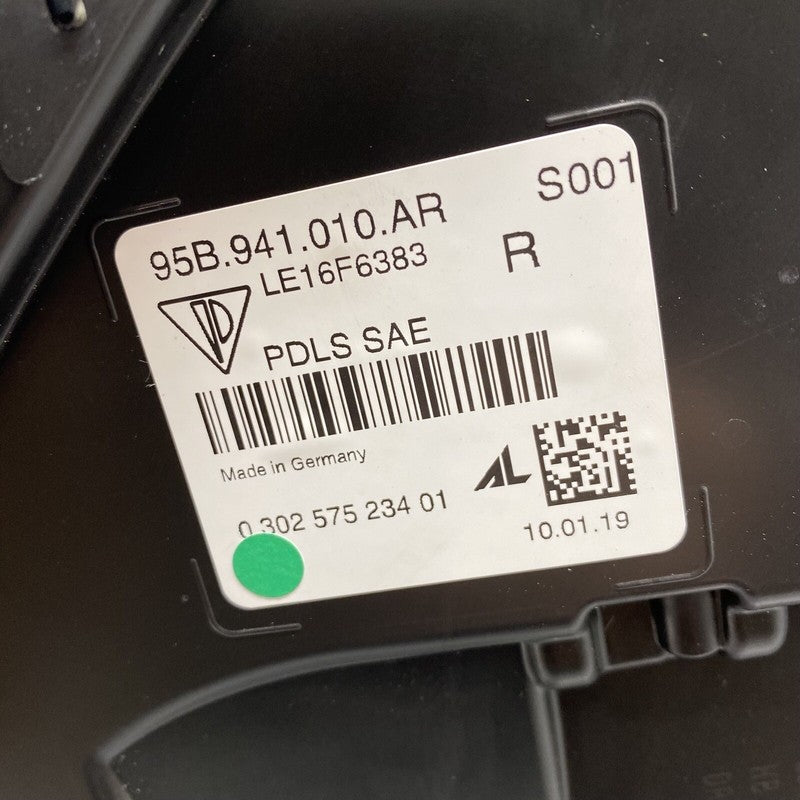 S001
95B.941.010.AR
LE16F6383
R
PDLS SAE
Made in Germany
AL
0 302 575 234 01
10.01.19